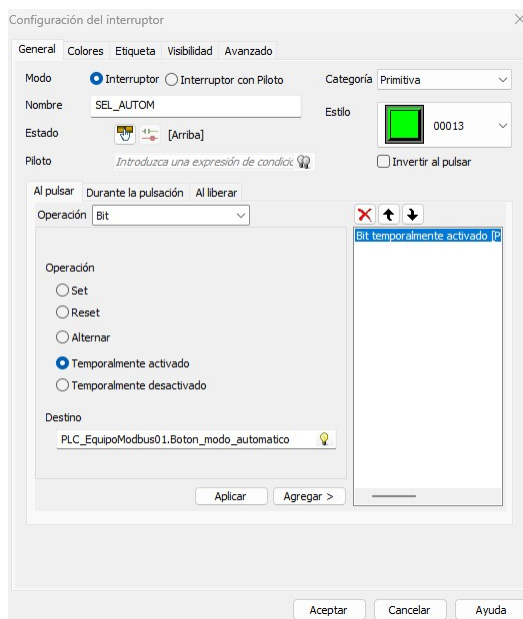 Configuración del interruptor
General Colores Etiqueta Visibilidad Avanzado
Modo Interruptor Interruptor con Piloto Categoría Primitiva
Nombre SEL_AUTOM
Estilo 00013
Estado [Arriba]
Piloto Introduzca una expresión de condicic Invertir al pulsar
Al pulsar Durante la pulsación Al liberar
Operación Bit
Bit temporalmente activado [P
Operación
Set
Reset
Alternar
Temporalmente activado
Temporalmente desactivado
Destino
PLC_EquipoModbus01.Boton_modo_automatico
Aplicar Agregar >
Aceptar Cancelar Ayuda